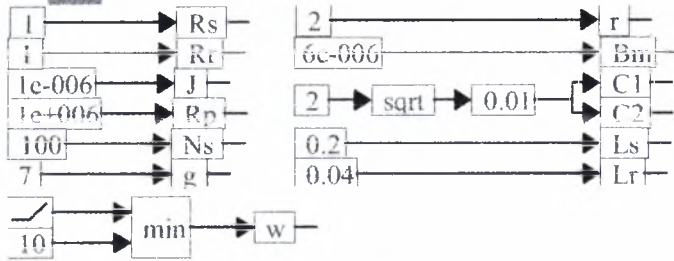 1 Rs 2 r
1 Rr 6e-006 Bm
1e-006 J C1
2 sqrt 0.01
1e+006 Rp C2
100 Ns 0.2 Ls
7 g 0.04 Lr
min w
10